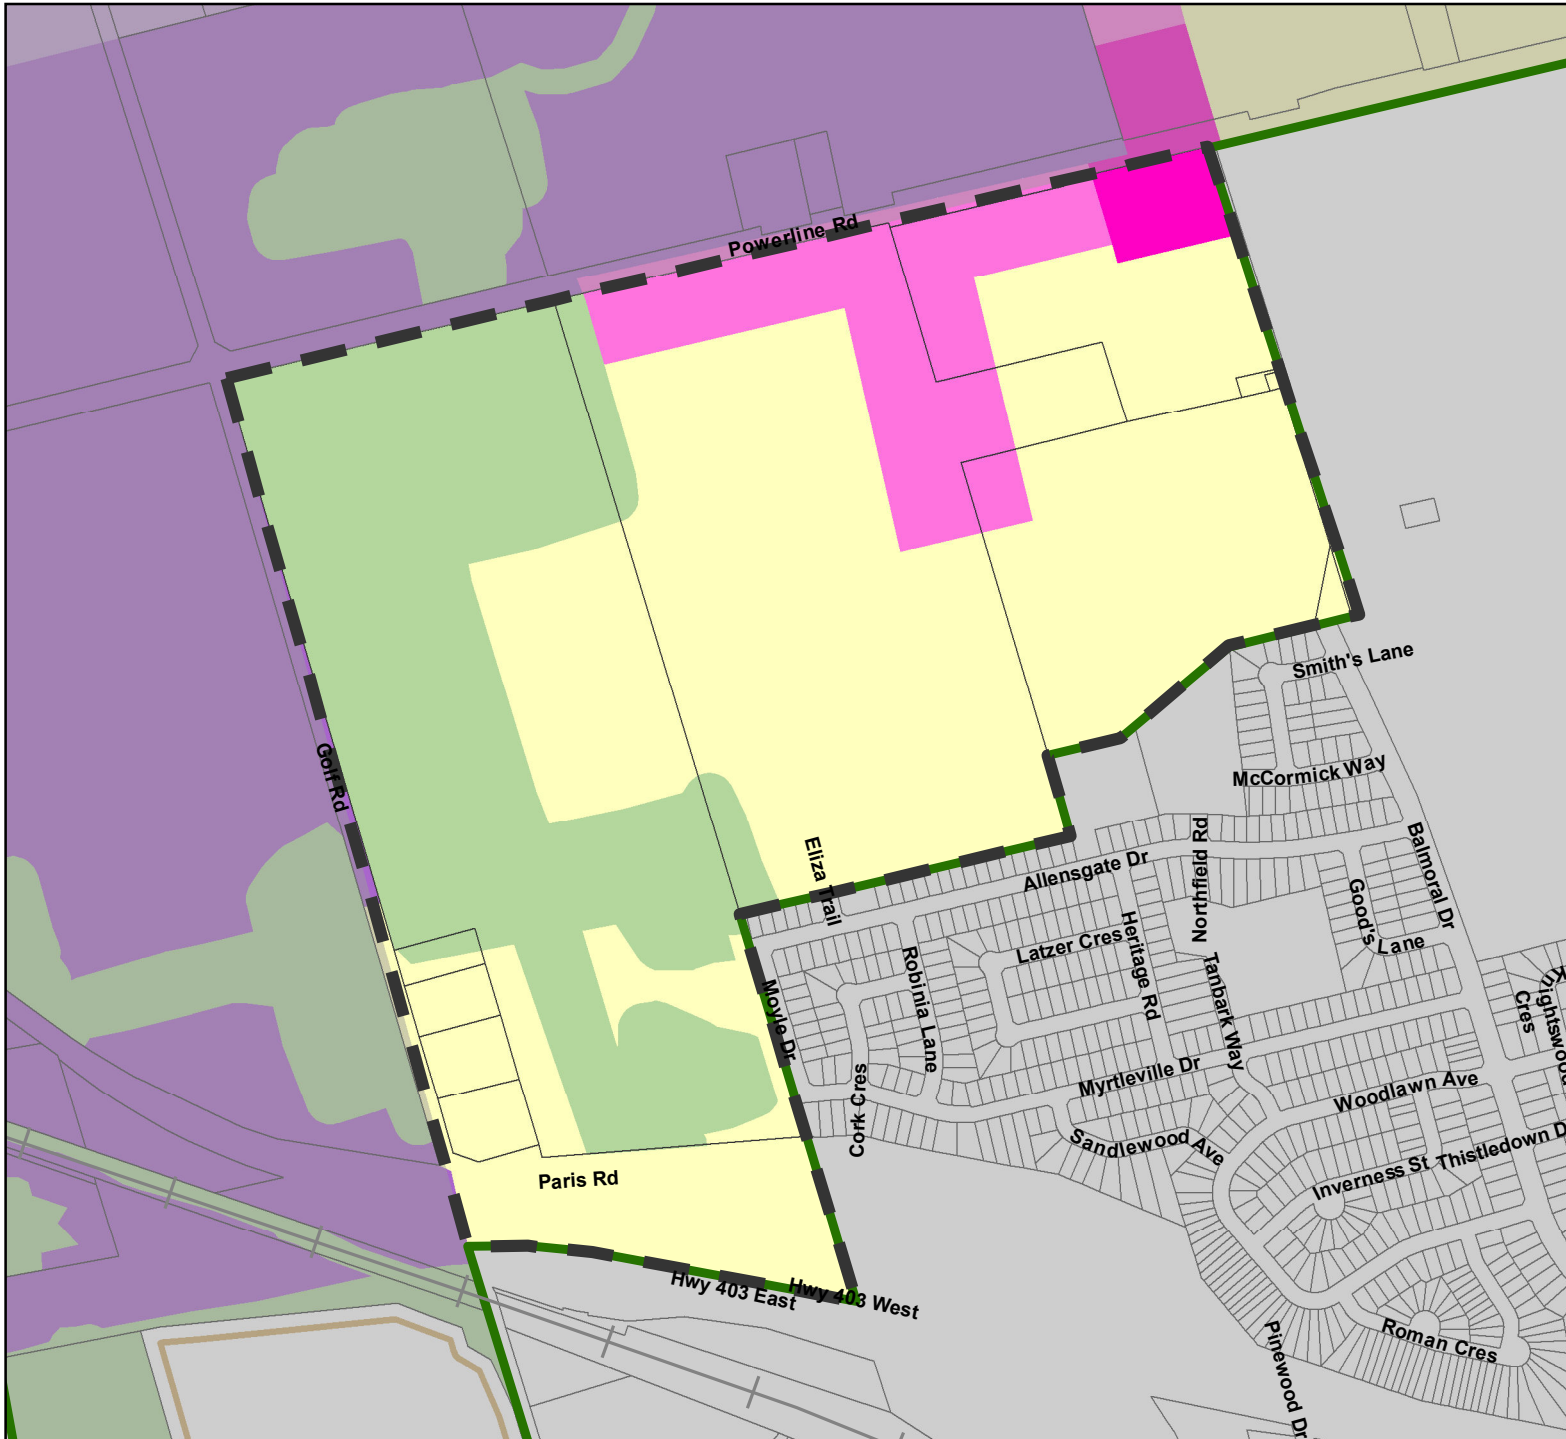 Powerline Rd
Smith's Lane
Golf Rd
McCormick Way
Eliza Trail
Allensgate Dr
Northfield Rd
Balmoral Dr
Good's Lane
Latzer Cres
Heritage Rd
Robinia Lane
Tanbark Way
Moyle Dr
Cres
Cork Cres
Myrtleville Dr
Woodlawn Ave
Sandlewood Ave
Thistledown D
Inverness St
Paris Rd
Hwy 403 East
Hwy 403 West
Pinewood Dr
Roman Cres